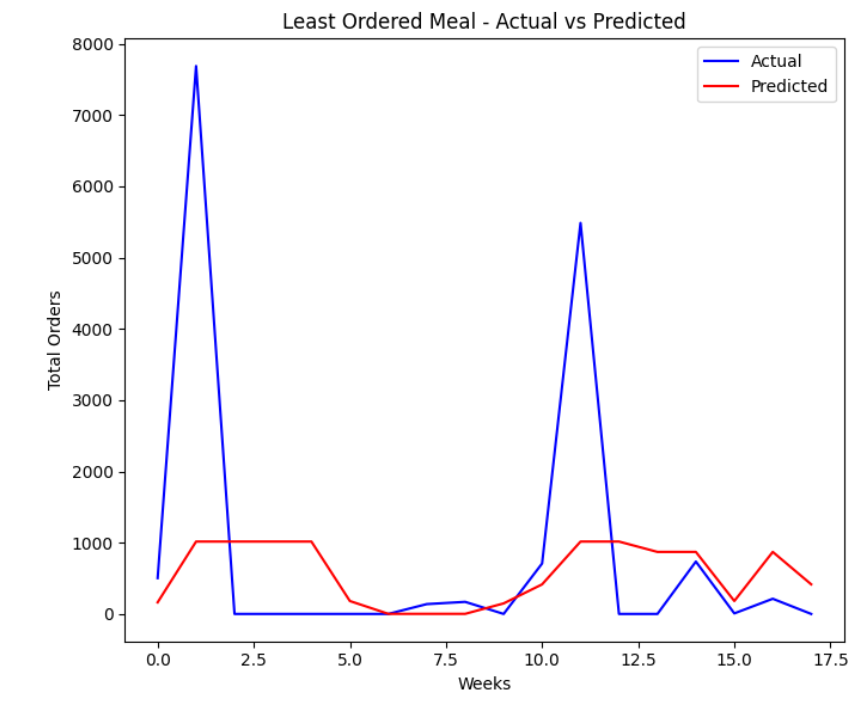 Least Ordered Meal - Actual vs Predicted
Actual
Predicted
8000
7000
6000
5000
4000
3000
2000
1000
0
Total Orders
0.0 2.5 5.0 7.5 10.0 12.5 15.0 17.5
Weeks